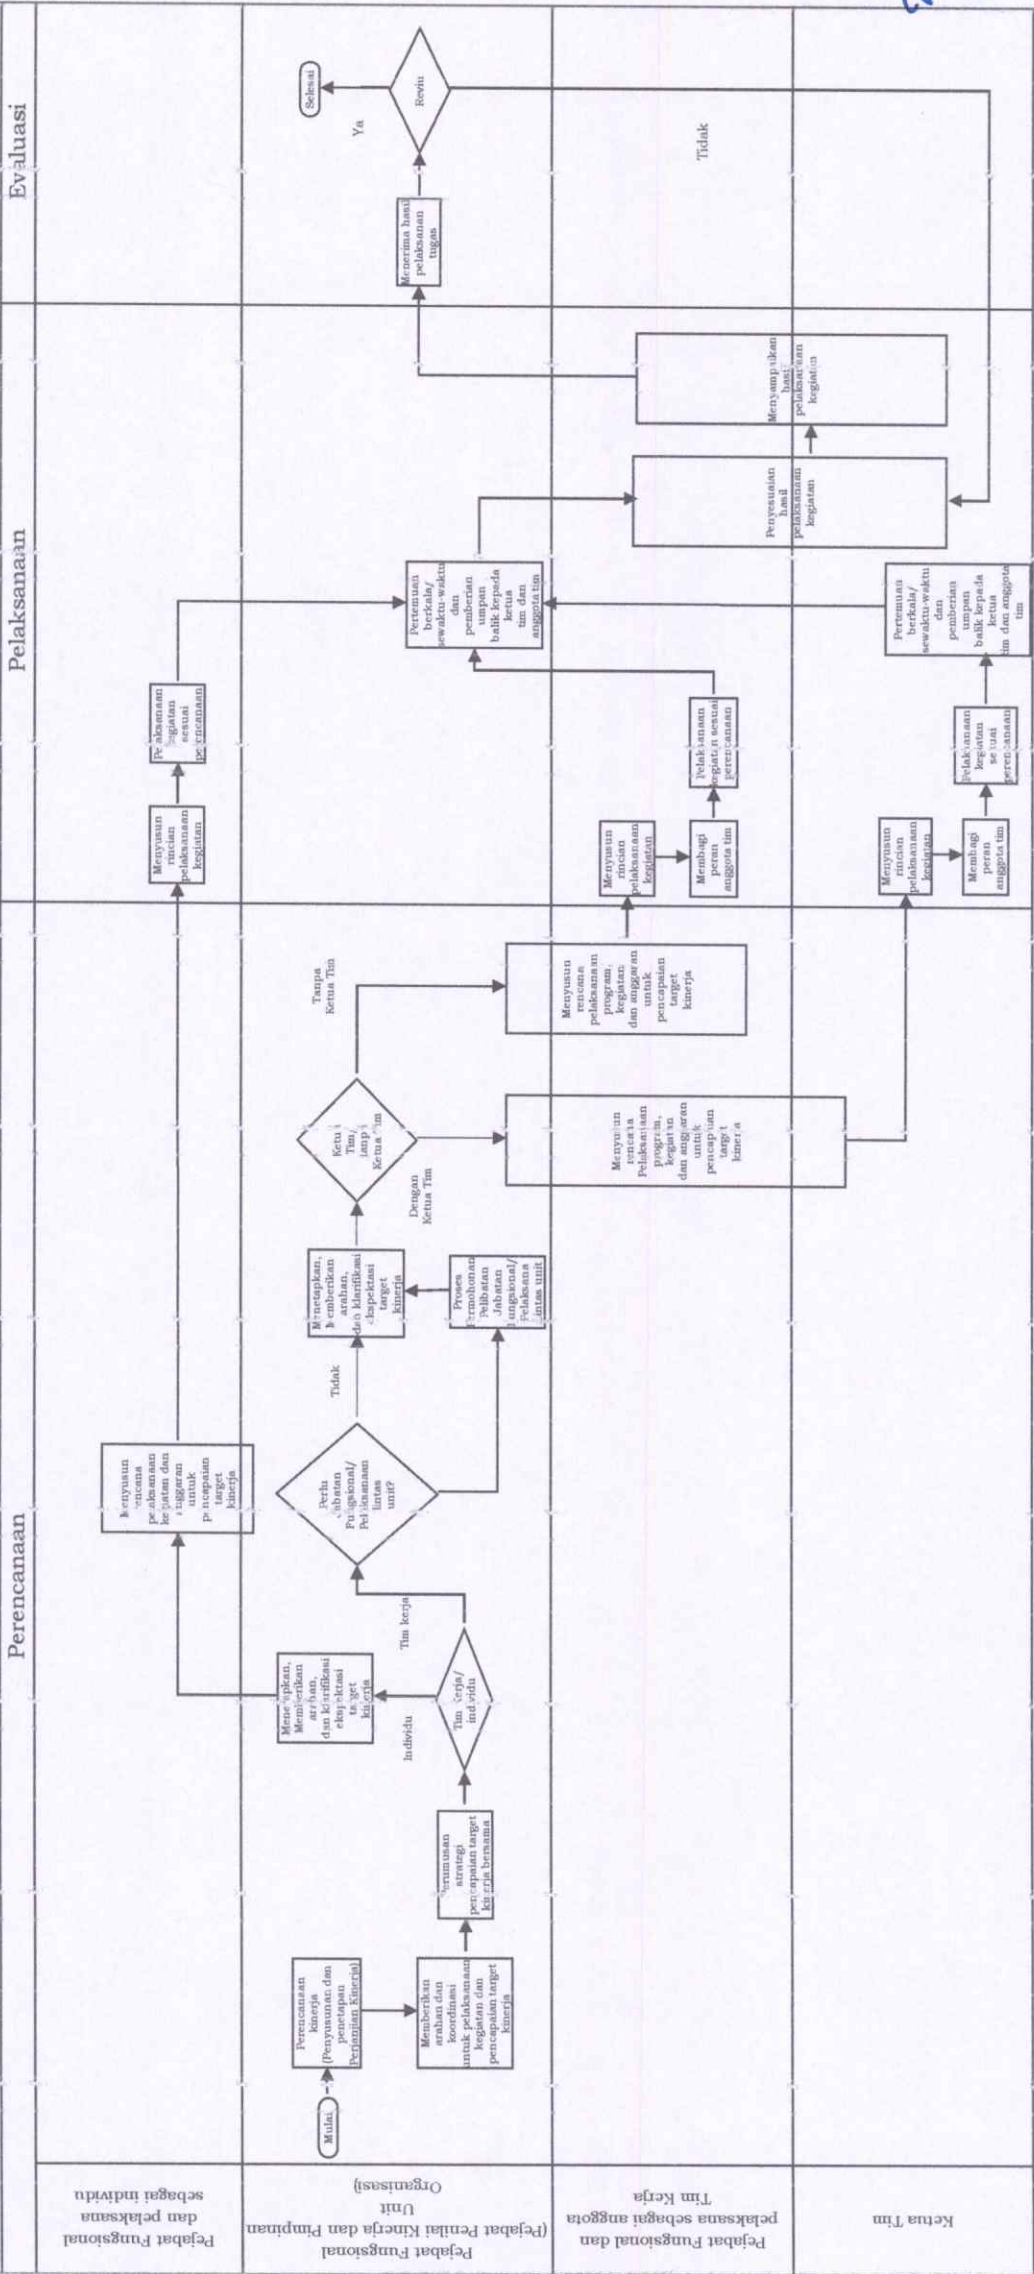 Perencanaan
Pelaksanaan
Evaluasi
Pejabat Fungsional
dan pelaksana
sebagai individu
Menyusun
rencana
pelaksanaan
kegiatan dan
anggaran
untuk
pencapaian
target
kinerja
Menyusun
rincian
pelaksanaan
kegiatan
Pelaksanaan
kegiatan
sesuai
perencanaan
Pejabat Fungsional
(Pejabat Penilai Kinerja dan Pimpinan
Unit
Organisasi)
Mulai
Perencanaan
kinerja
(Penyusunan dan
penetapan
Perjanjian Kinerja)
Memberikan
arahan dan
koordinasi
untuk pelaksanaan
kegiatan dan
pencapaian target
kinerja
Perumusan
strategi
pencapaian target
kinerja bersama
Tim Kerja/
individu
Individu
Tim kerja
Menetapkan,
Memberikan
arahan,
dan klarifikasi
ekspektasi
target
kinerja
Perlu
Jabatan
Fungsional/
Pelaksanaan
lintas
unit?
Tidak
Menetapkan,
Memberikan
arahan,
dan klarifikasi
ekspektasi
target
kinerja
Proses
Permohonan
Pelibatan
Jabatan
Fungsional/
Pelaksana
lintas unit
Ketua
Tim/
Tanpa
Ketua Tim
Dengan
Ketua Tim
Tanpa
Ketua Tim
Pertemuan
berkala/
sewaktu-waktu
dan
pemberian
umpan
balik kepada
ketua
tim dan
anggota tim
Menerima hasil
pelaksanan
tugas
Reviu
Ya
Selesai
Tidak
Pejabat Fungsional dan
pelaksana sebagai anggota
Tim Kerja
Menyusun
rencana
Pelaksanaan
program,
kegiatan
dan anggaran
untuk
pencapaian
target
kinerja
Menyusun
rencana
pelaksanaan
program,
kegiatan
dan anggaran
untuk
pencapaian
target
kinerja
Menyusun
rincian
pelaksanaan
kegiatan
Membagi
peran
anggota tim
Pelaksanaan
kegiatan sesuai
perencanaan
Penyesuaian
hasil
pelaksanaan
kegiatan
Menyampaikan
hasil
pelaksanaan
kegiatan
Ketua Tim
Menyusun
rincian
pelaksanaan
kegiatan
Membagi
peran
anggota tim
Pelaksanaan
kegiatan
sesuai
perencanaan
Pertemuan
berkala/
sewaktu-waktu
dan
pemberian
umpan
balik kepada
ketua
tim dan anggota
tim